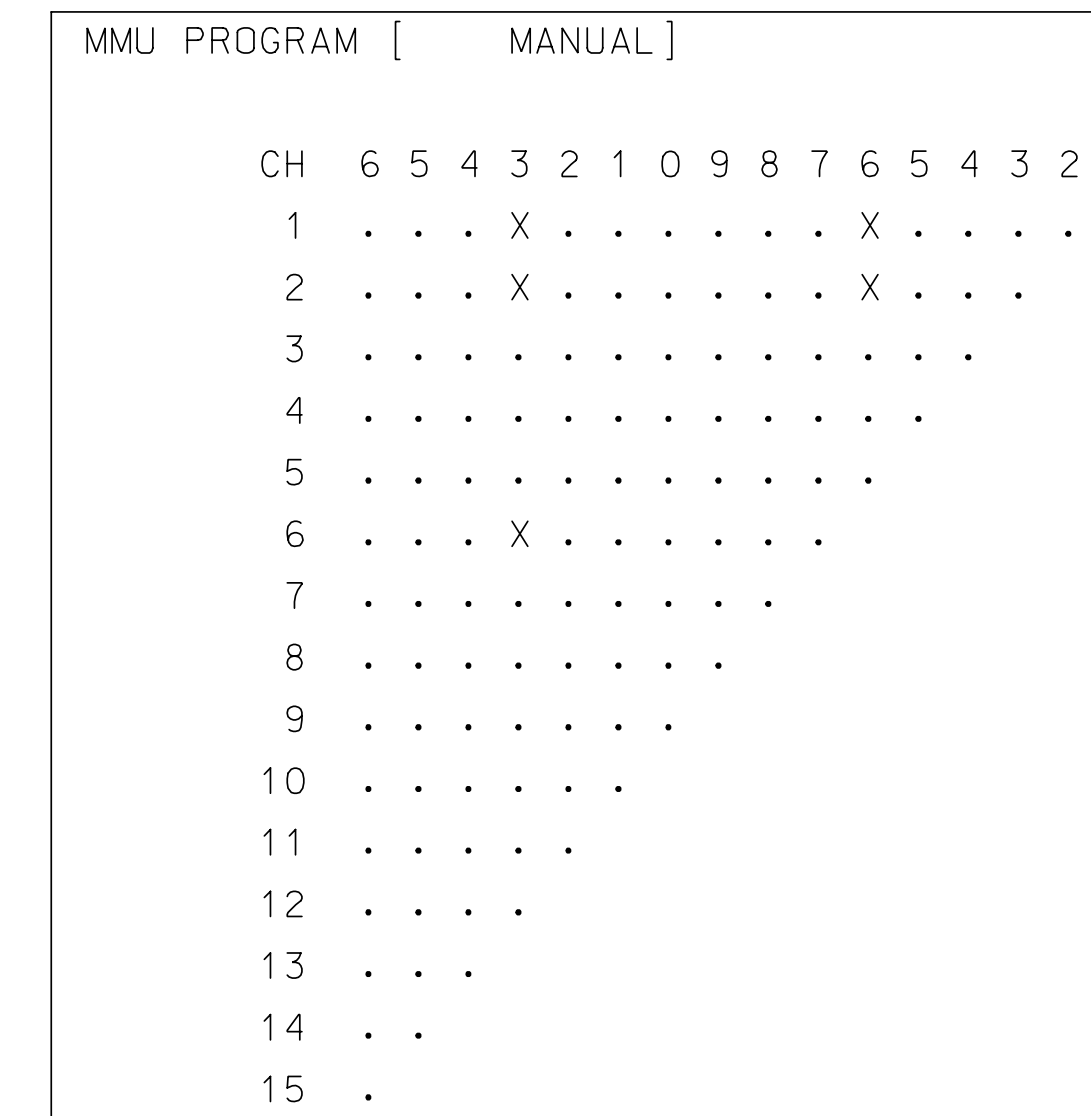 MMU PROGRAM [    MANUAL]
CH 6 5 4 3 2 1 0 9 8 7 6 5 4 3 2
1 . . . X . . . . . . X . . . .
2 . . . X . . . . . . X . . .
3 . . . . . . . . . . . . .
4 . . . . . . . . . . . .
5 . . . . . . . . . . .
6 . . . X . . . . . .
7 . . . . . . . . .
8 . . . . . . . .
9 . . . . . . .
10 . . . . . .
11 . . . . .
12 . . . .
13 . . .
14 . .
15 .